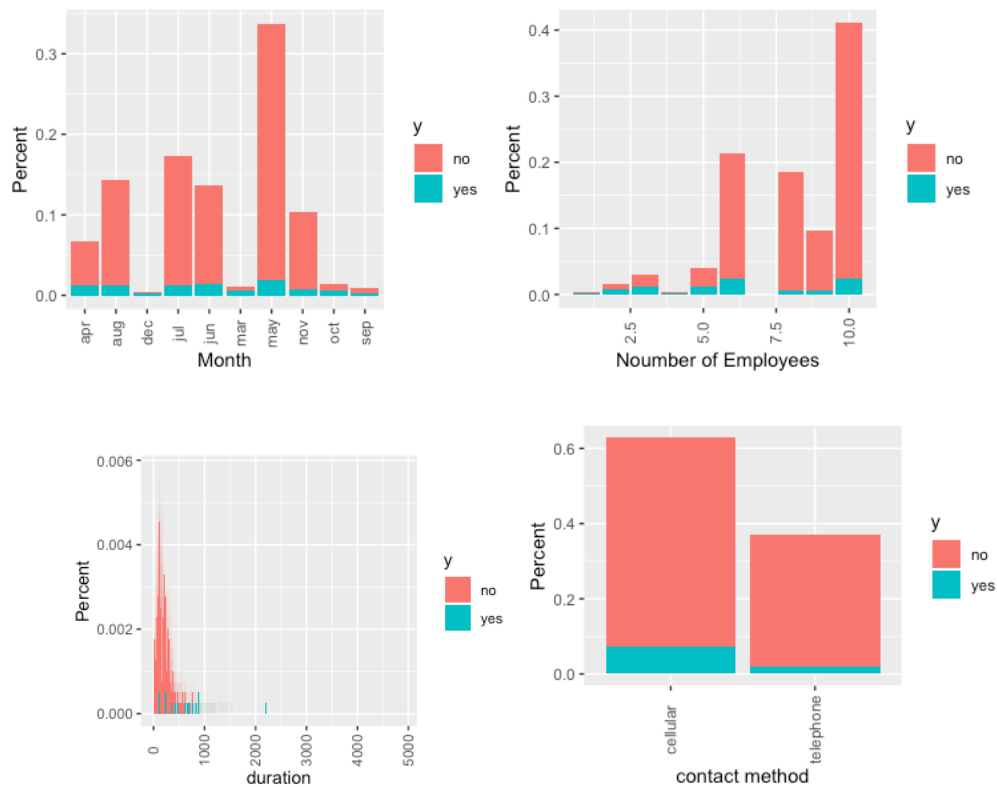 Percent
0.3
0.2
0.1
0.0
apr
aug
dec
jul
jun
mar
may
nov
oct
sep
Month
y
no
yes
Percent
0.4
0.3
0.2
0.1
0.0
2.5
5.0
7.5
10.0
Noumber of Employees
y
no
yes
Percent
0.006
0.004
0.002
0.000
0
1000
2000
3000
4000
5000
duration
y
no
yes
Percent
0.6
0.4
0.2
0.0
cellular
telephone
contact method
y
no
yes